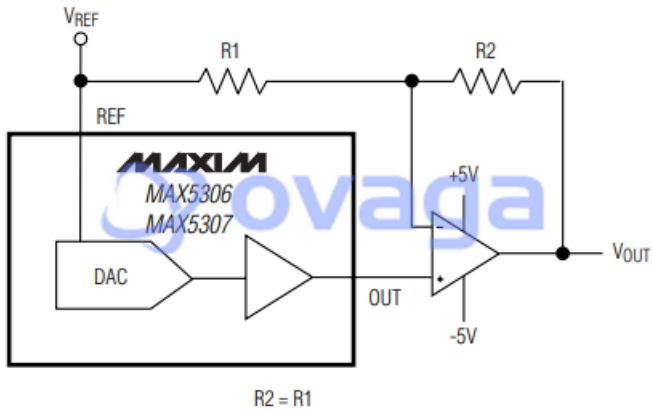 VREF
R1
R2
REF
MAXIM
MAX5306
MAX5307
ovaga
+5V
-
DAC
+
OUT
VOUT
-5V
R2 = R1